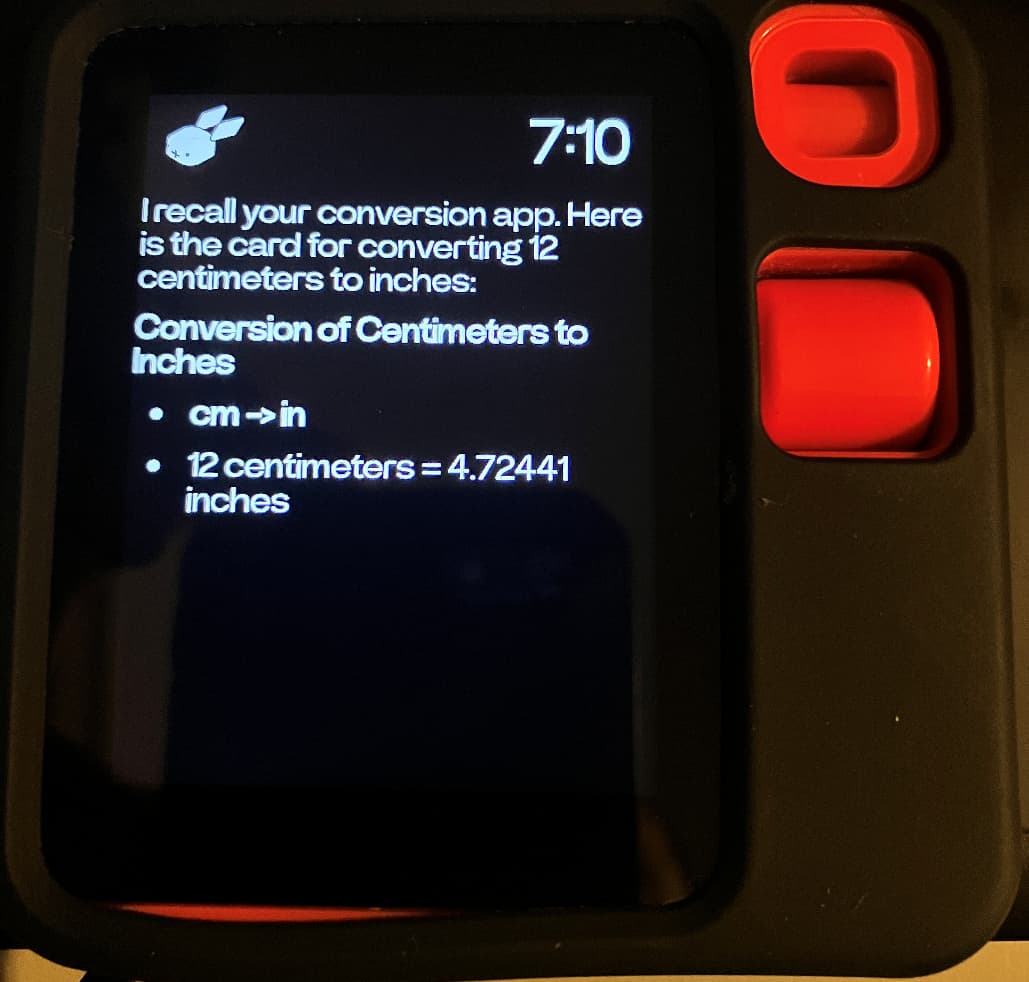 7:10
I recall your conversion app. Here
is the card for converting 12
centimeters to inches:
Conversion of Centimeters to
Inches
• cm → in
• 12 centimeters = 4.72441
inches